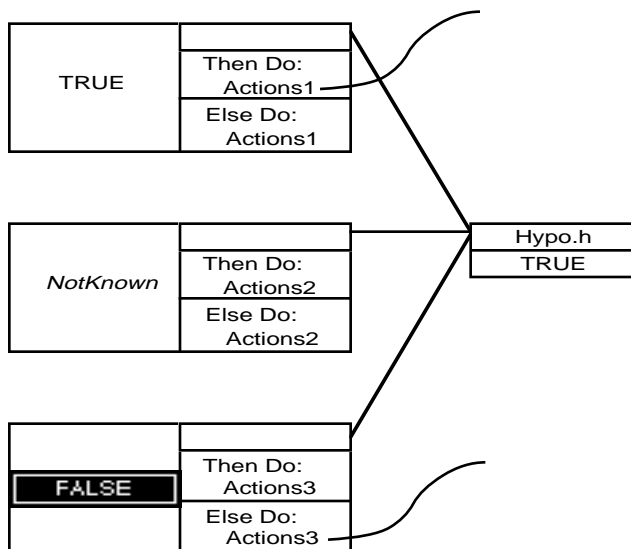 TRUE
Then Do:
Actions1
Else Do:
Actions1
NotKnown
Then Do:
Actions2
Else Do:
Actions2
Hypo.h
TRUE
FALSE
Then Do:
Actions3
Else Do:
Actions3